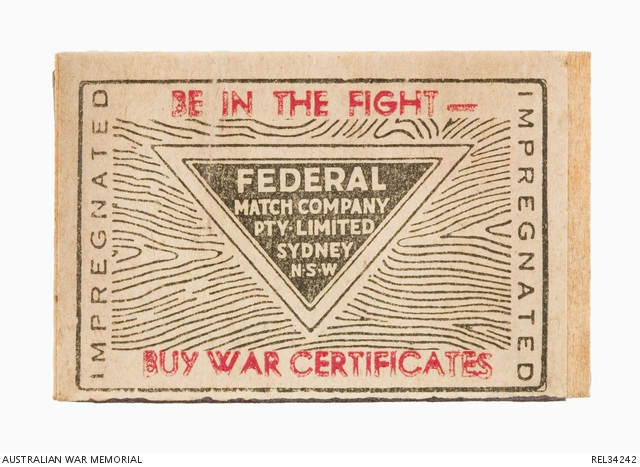 BE IN THE FIGHT —
IMPREGNATED
FEDERAL
MATCH COMPANY
PTY·LIMITED
SYDNEY
N·S·W
IMPREGNATED
BUY WAR CERTIFICATES
AUSTRALIAN WAR MEMORIAL
REL34242